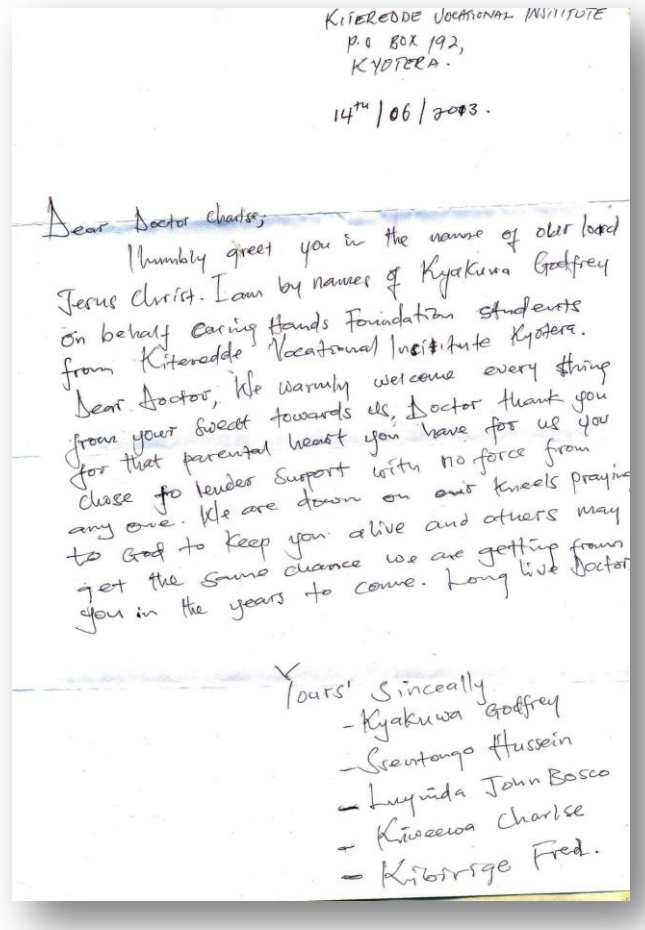 KITEREDDE VOCATIONAL INSTITUTE
P.O BOX 192,
KYOTERA.
14th/06/2013.
Dear Doctor Charlse,
I humbly greet you in the name of our lord
Jesus Christ. I am by names of Kyakuwa Godfrey
on behalf Caring Hands Foundation students
from Kiteredde Vocational Institute Kyotera.
Dear Doctor, We warmly welcome every thing
from your sweat towards us, Doctor thank you
for that parental heart you have for us you
chose to lender Surport with no force from
any one. We are down on our kneels praying
to God to keep you alive and others may
get the same chance we are getting from
you in the years to come. Long live Doctor
Yours' Sinceally
- Kyakuwa Godfrey
- Ssentongo Hussein
- Luyinda John Bosco
- Kiweewa Charlse
- Kibirige Fred.